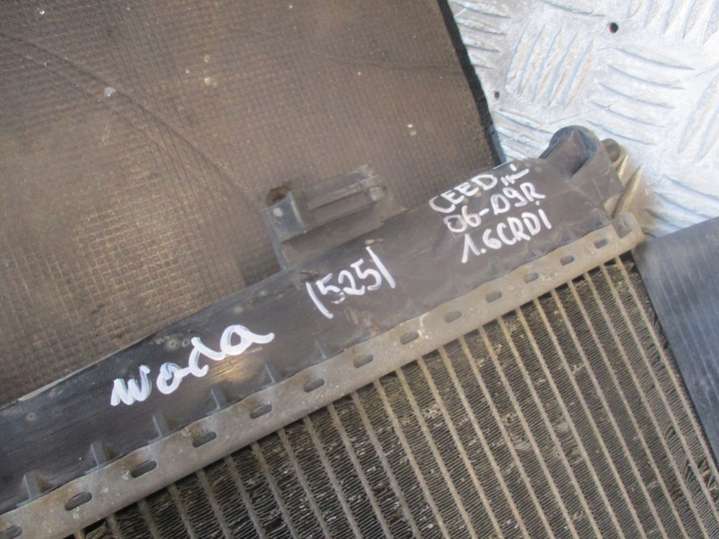 woda
/525/
CEED
06-09R
1.6CRDI